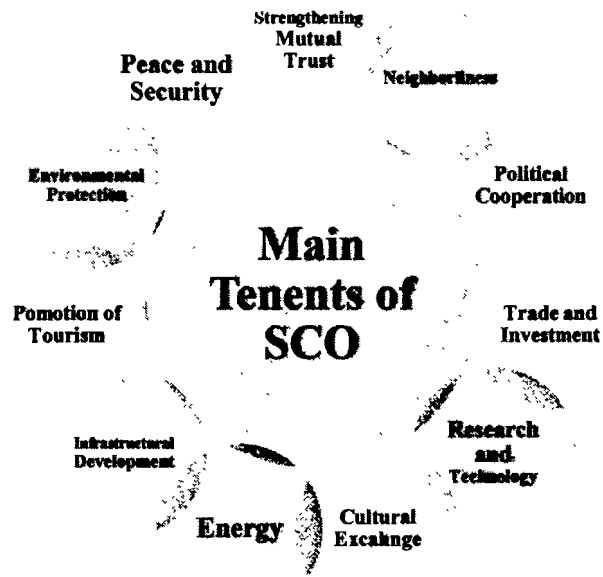 Strengthening
Mutual
Trust
Neighborliness
Political
Cooperation
Trade and
Investment
Research
and
Technology
Cultural
Excahnge
Energy
Infrastructural
Development
Pomotion of
Tourism
Environmental
Protection
Peace and
Security
Main
Tenents of
SCO